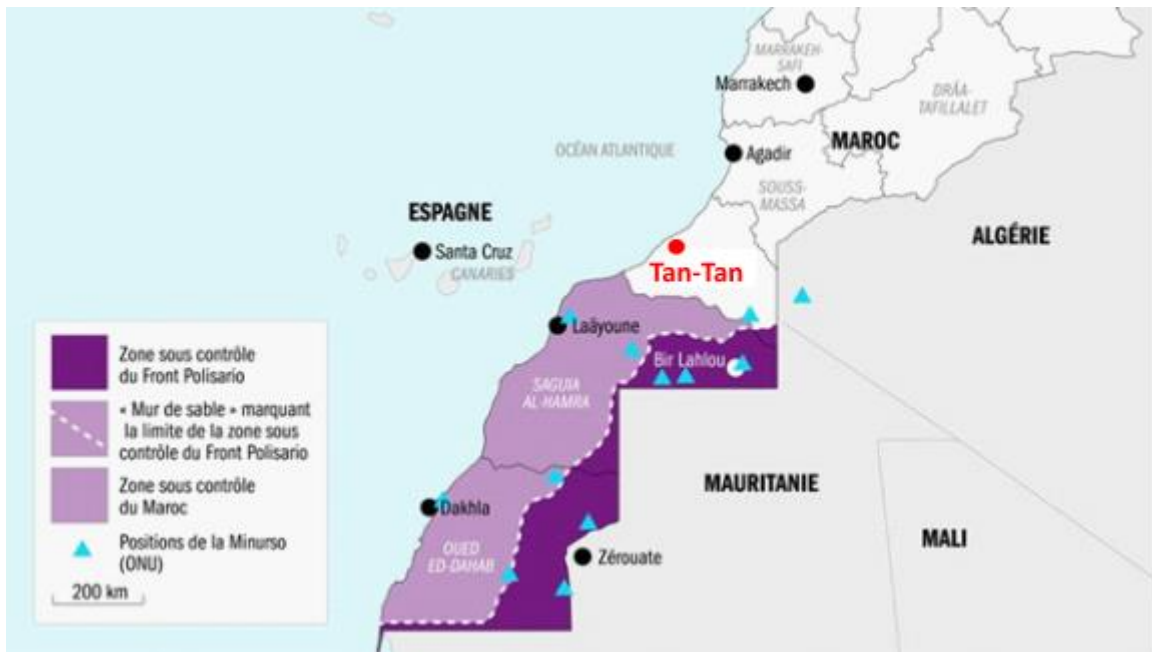 MARRAKEH-
SAFI
Marrakech
DRÂA-
TAFILALET
MAROC
OCÉAN ATLANTIQUE
Agadir
SOUSS-
MASSA
ESPAGNE
ALGÉRIE
Santa Cruz
CANARIES
Tan-Tan
Laâyoune
Bir Lahlou
SAGUIA
AL-HAMRA
MAURITANIE
Dakhla
MALI
OUED
ED-DAHAB
Zérouate
Zone sous contrôle
du Front Polisario
« Mur de sable » marquant
la limite de la zone sous
contrôle du Front Polisario
Zone sous contrôle
du Maroc
Positions de la Minurso
(ONU)
200 km